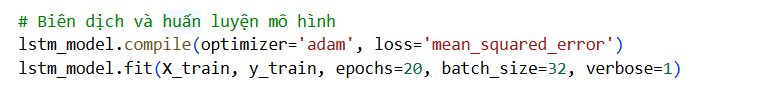 # Biên dịch và huấn luyện mô hình
lstm_model.compile(optimizer='adam', loss='mean_squared_error')
lstm_model.fit(X_train, y_train, epochs=20, batch_size=32, verbose=1)